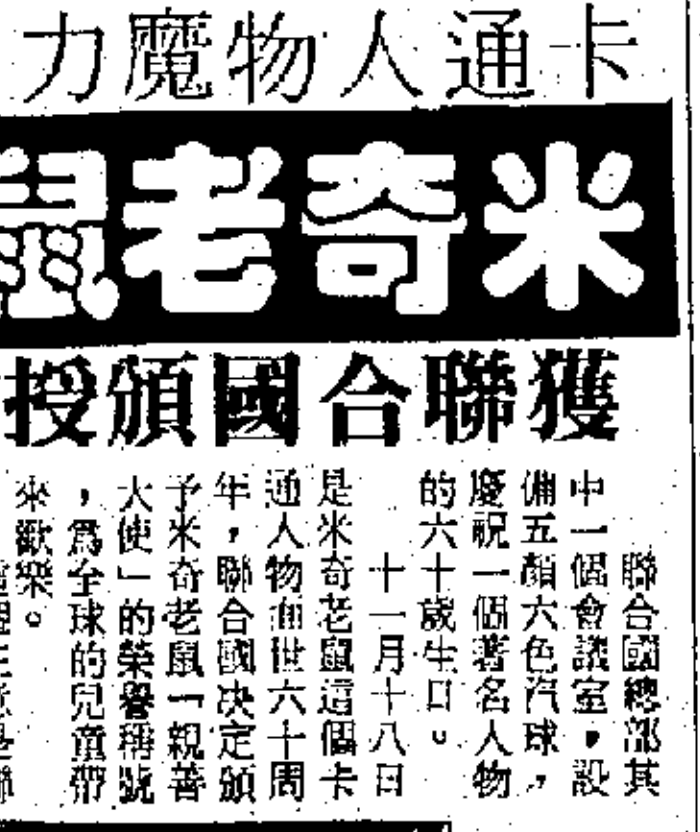 卡通人物魔力
米奇老鼠
獲聯合國頒授
聯合國總部其
中一個會議室，設
備五顏六色汽球，
慶祝一個著名人物
的六十歲生日。
十一月十八日
是米奇老鼠這個卡
通人物面世六十周
年，聯合國決定頒
予米奇老鼠「親善
大使」的榮譽稱號
，為全球的兒童帶
來歡樂。